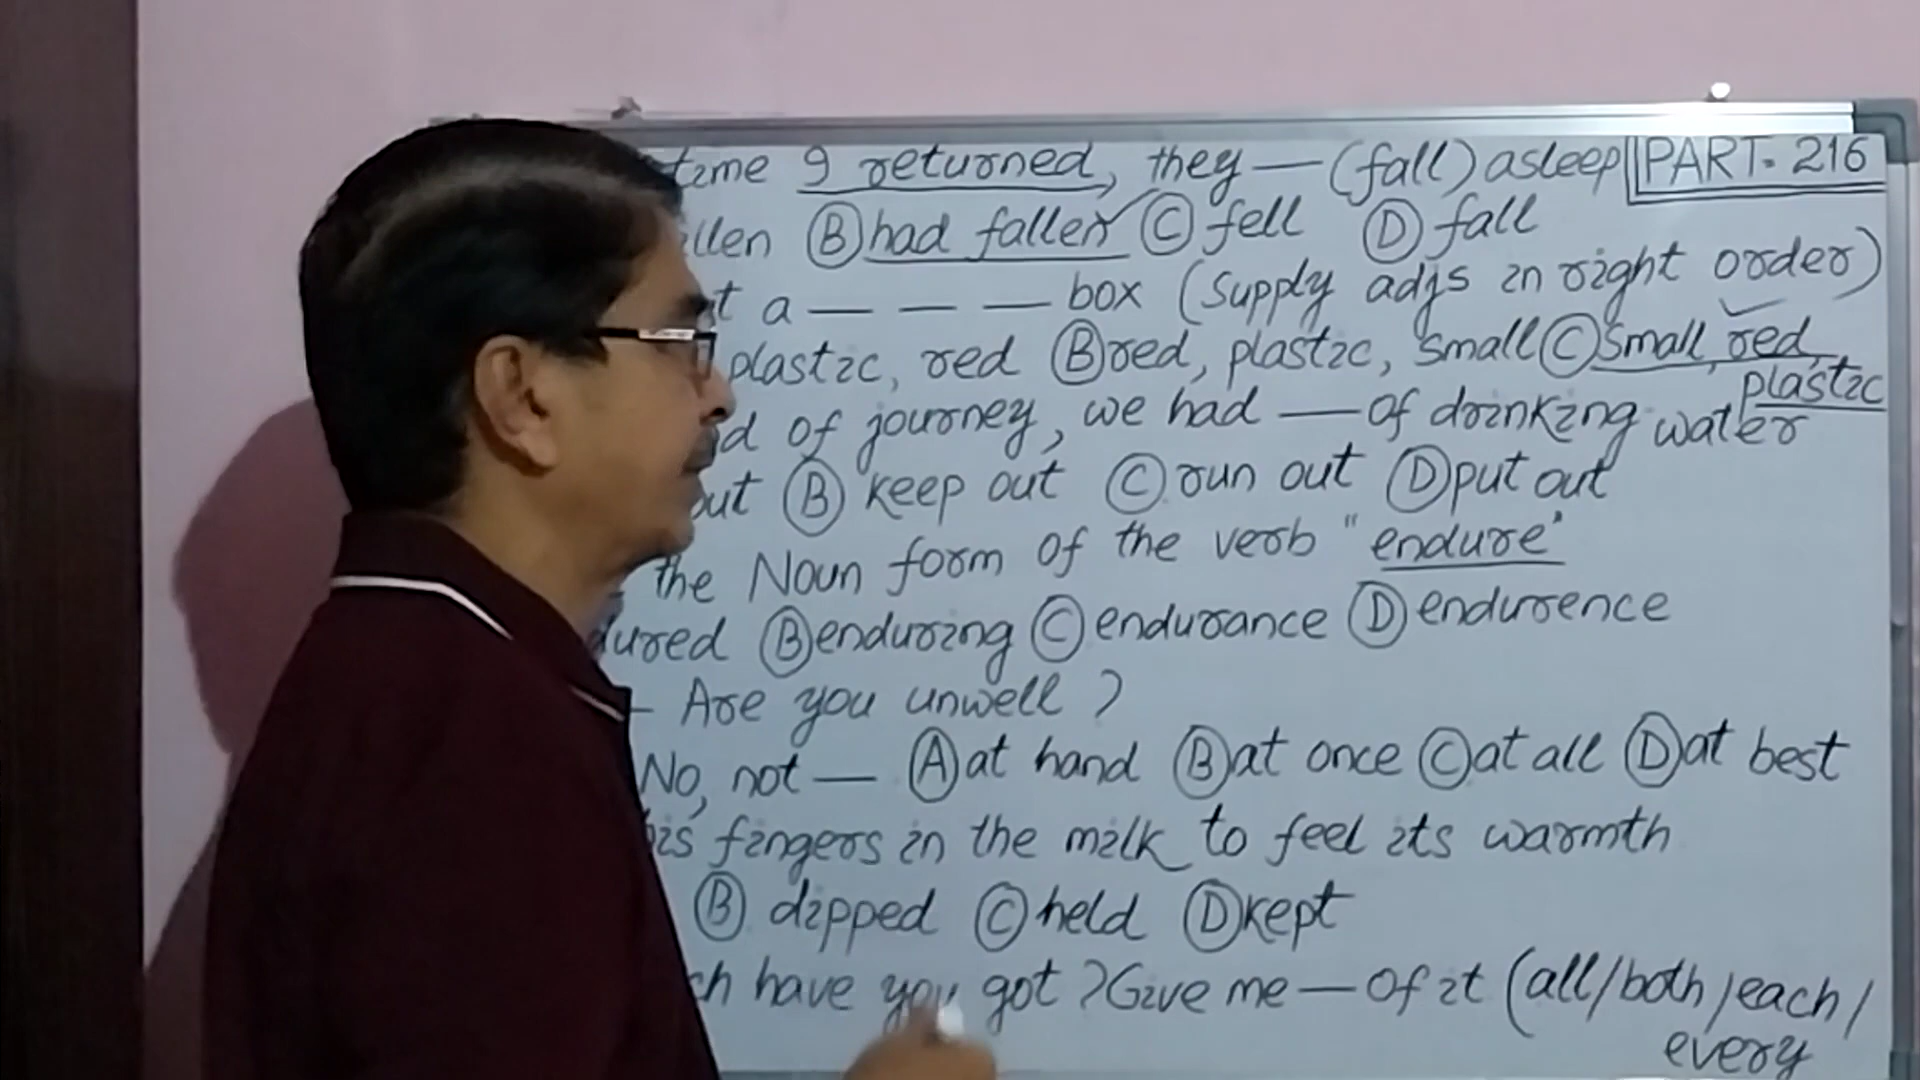 time I returned, they — (fall) asleep PART- 216
llen (B) had fallen ✓ (C) fell (D) fall
t a — — — box (Supply adjs in right order)
plastic, red (B) red, plastic, small (C) small, red, ✓
plastic
d of journey, we had — of drinking water
out (B) keep out (C) run out (D) put out
the Noun form of the verb "endure"
dured (B) enduring (C) endurance (D) endurence
— Are you unwell ?
No, not — (A) at hand (B) at once (C) at all (D) at best
his fingers in the milk to feel its warmth
(B) dipped (C) held (D) kept
ch have you got ? Give me — of it (all/both/each/
every